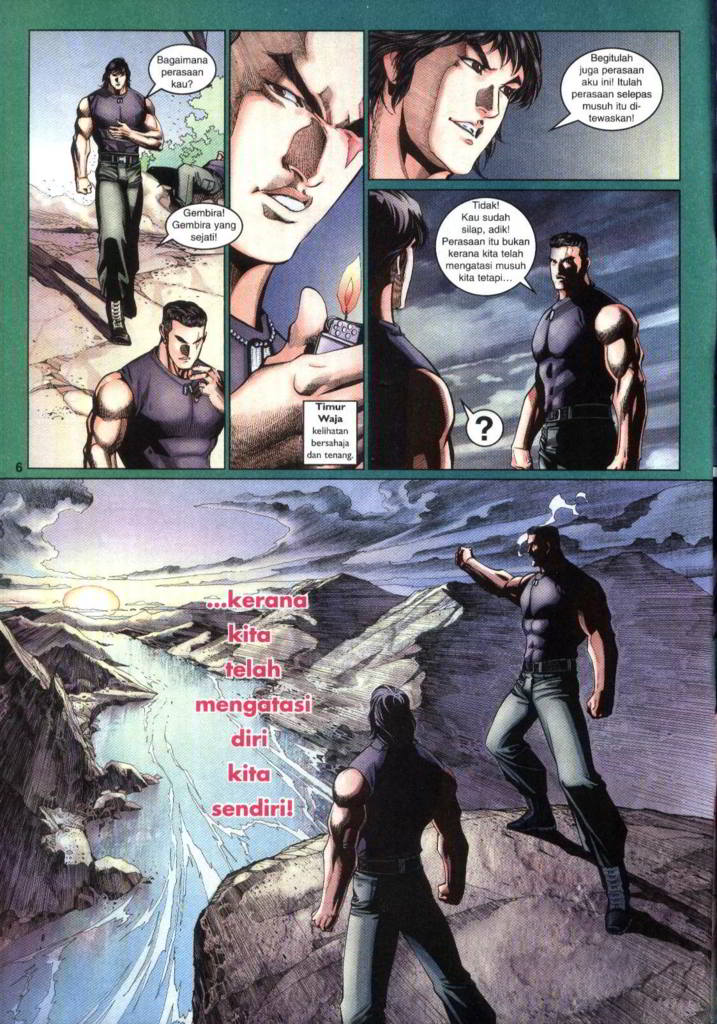 Bagaimana
perasaan
kau?
Gembira!
Gembira yang
sejati!
Timur
Waja
kelihatan
bersahaja
dan tenang.
Begitulah
juga perasaan
aku ini! Itulah
perasaan selepas
musuh itu di-
tewaskan!
Tidak!
Kau sudah
silap, adik!
Perasaan itu bukan
kerana kita telah
mengatasi musuh
kita tetapi...
?
6
...kerana
kita
telah
mengatasi
diri
kita
sendiri!